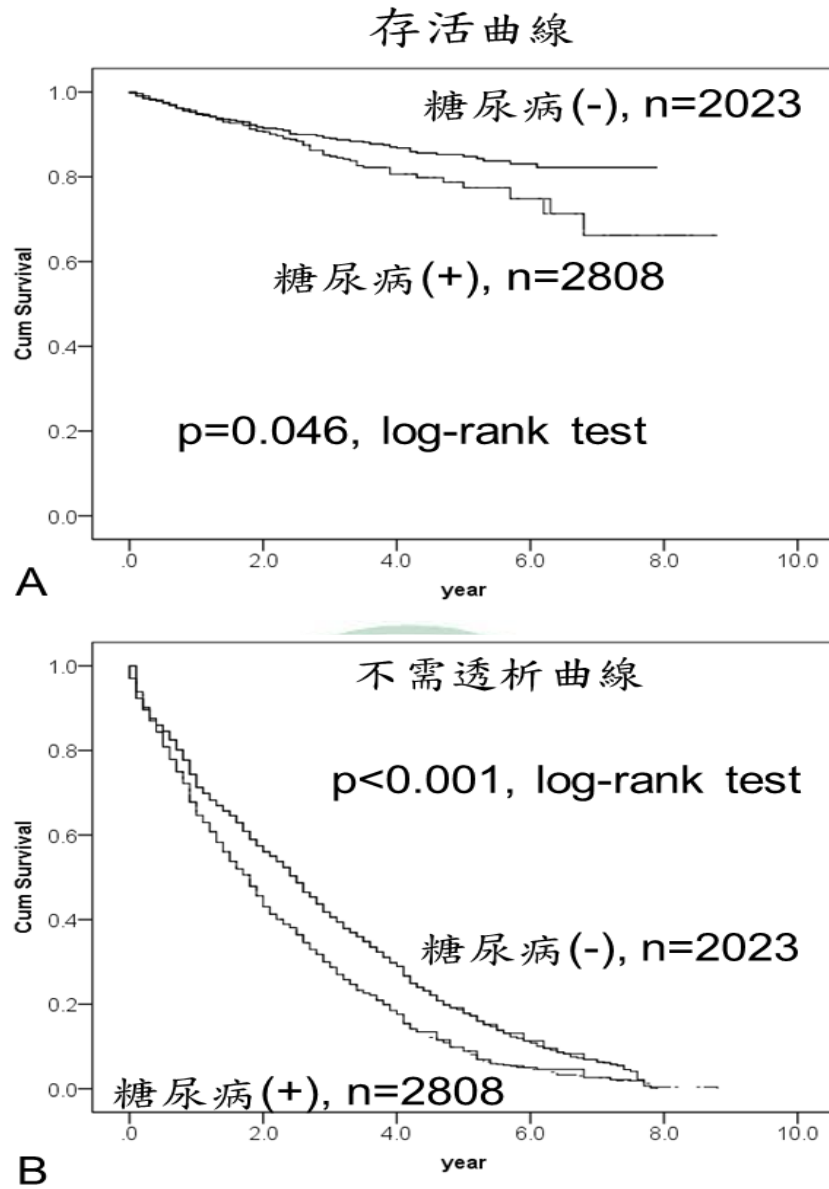 存活曲線
1.0
0.8
0.6
0.4
0.2
0.0
Cum Survival
糖尿病(-), n=2023
糖尿病(+), n=2808
p=0.046, log-rank test
.0 2.0 4.0 6.0 8.0 10.0
year
A
不需透析曲線
1.0
0.8
0.6
0.4
0.2
0.0
Cum Survival
p<0.001, log-rank test
糖尿病(-), n=2023
糖尿病(+), n=2808
.0 2.0 4.0 6.0 8.0 10.0
year
B